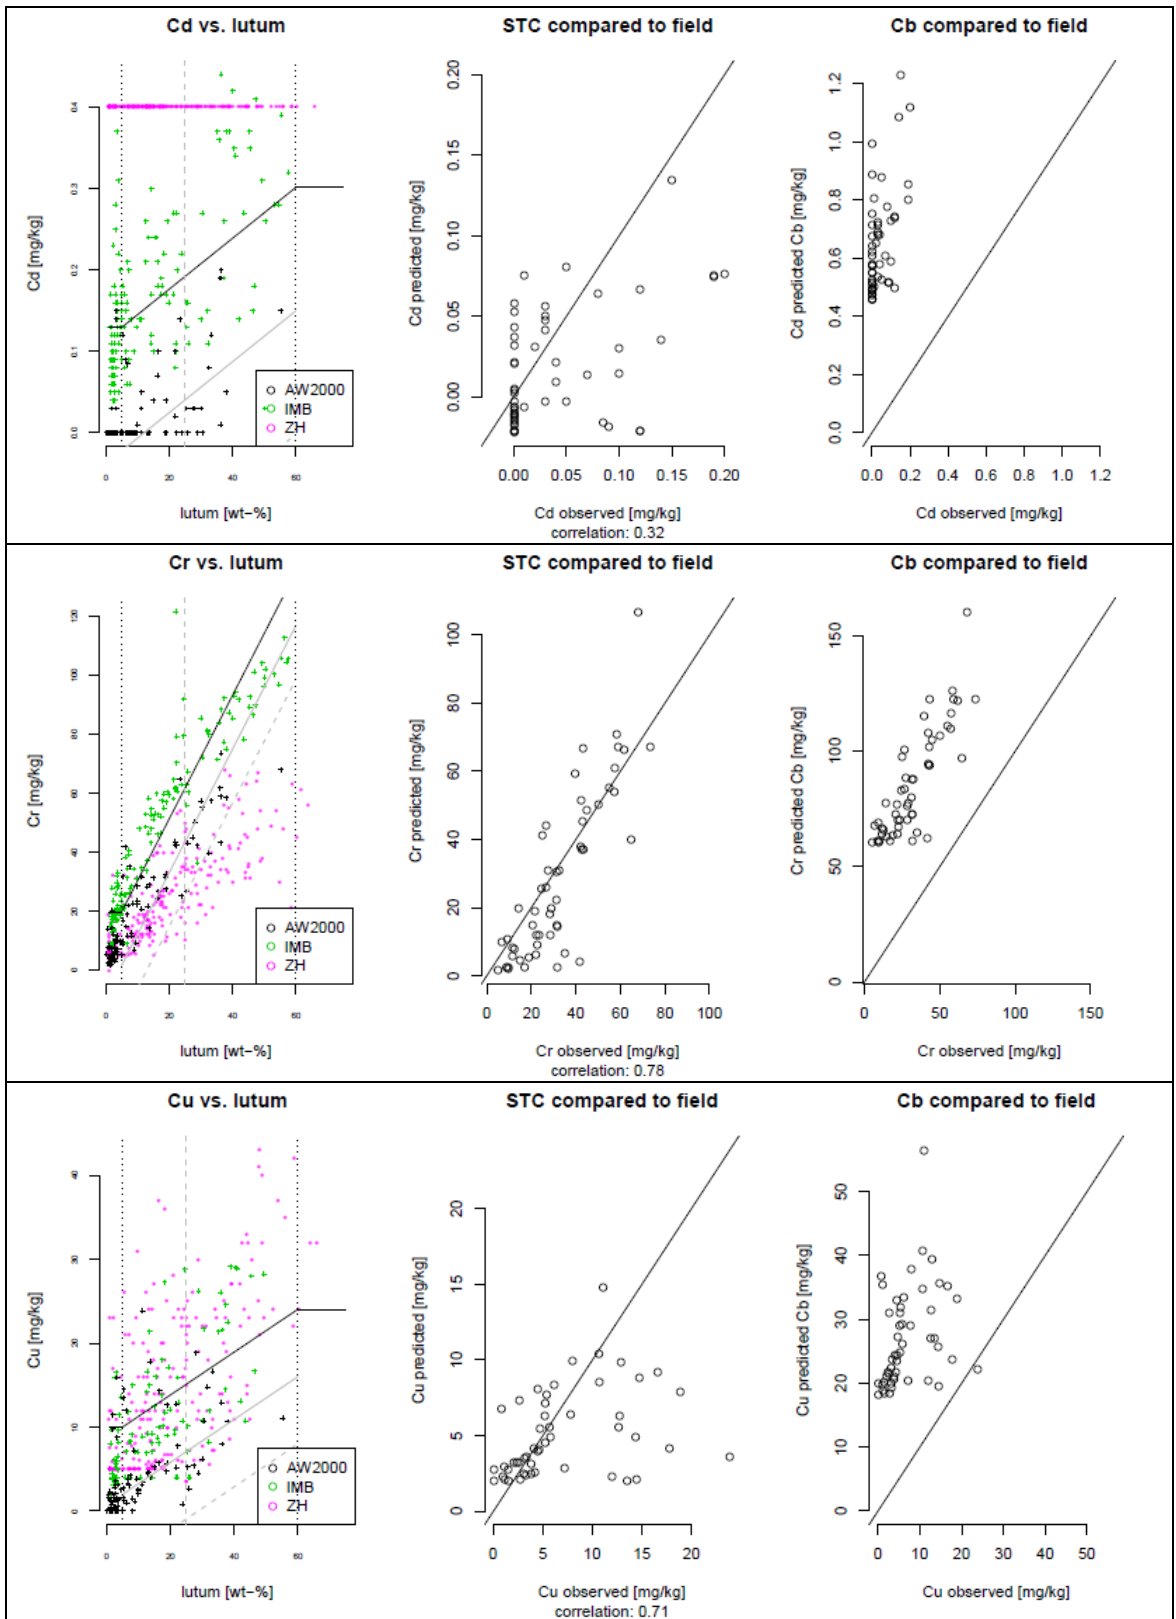 Cd vs. lutum
Cd [mg/kg]
0.4
0.3
0.2
0.1
0.0
0 20 40 60
lutum [wt-%]
AW2000
IMB
ZH
STC compared to field
Cd predicted [mg/kg]
0.20
0.15
0.10
0.05
0.00
0.00 0.05 0.10 0.15 0.20
Cd observed [mg/kg]
correlation: 0.32
Cb compared to field
Cd predicted Cb [mg/kg]
1.2
1.0
0.8
0.6
0.4
0.2
0.0
0.0 0.2 0.4 0.6 0.8 1.0 1.2
Cd observed [mg/kg]
Cr vs. lutum
Cr [mg/kg]
120
100
80
60
40
20
0
0 20 40 60
lutum [wt-%]
AW2000
IMB
ZH
STC compared to field
Cr predicted [mg/kg]
100
80
60
40
20
0
0 20 40 60 80 100
Cr observed [mg/kg]
correlation: 0.78
Cb compared to field
Cr predicted Cb [mg/kg]
150
100
50
0
0 50 100 150
Cr observed [mg/kg]
Cu vs. lutum
Cu [mg/kg]
40
30
20
10
0
0 20 40 60
lutum [wt-%]
AW2000
IMB
ZH
STC compared to field
Cu predicted [mg/kg]
20
15
10
5
0
0 5 10 15 20
Cu observed [mg/kg]
correlation: 0.71
Cb compared to field
Cu predicted Cb [mg/kg]
50
40
30
20
10
0
0 10 20 30 40 50
Cu observed [mg/kg]